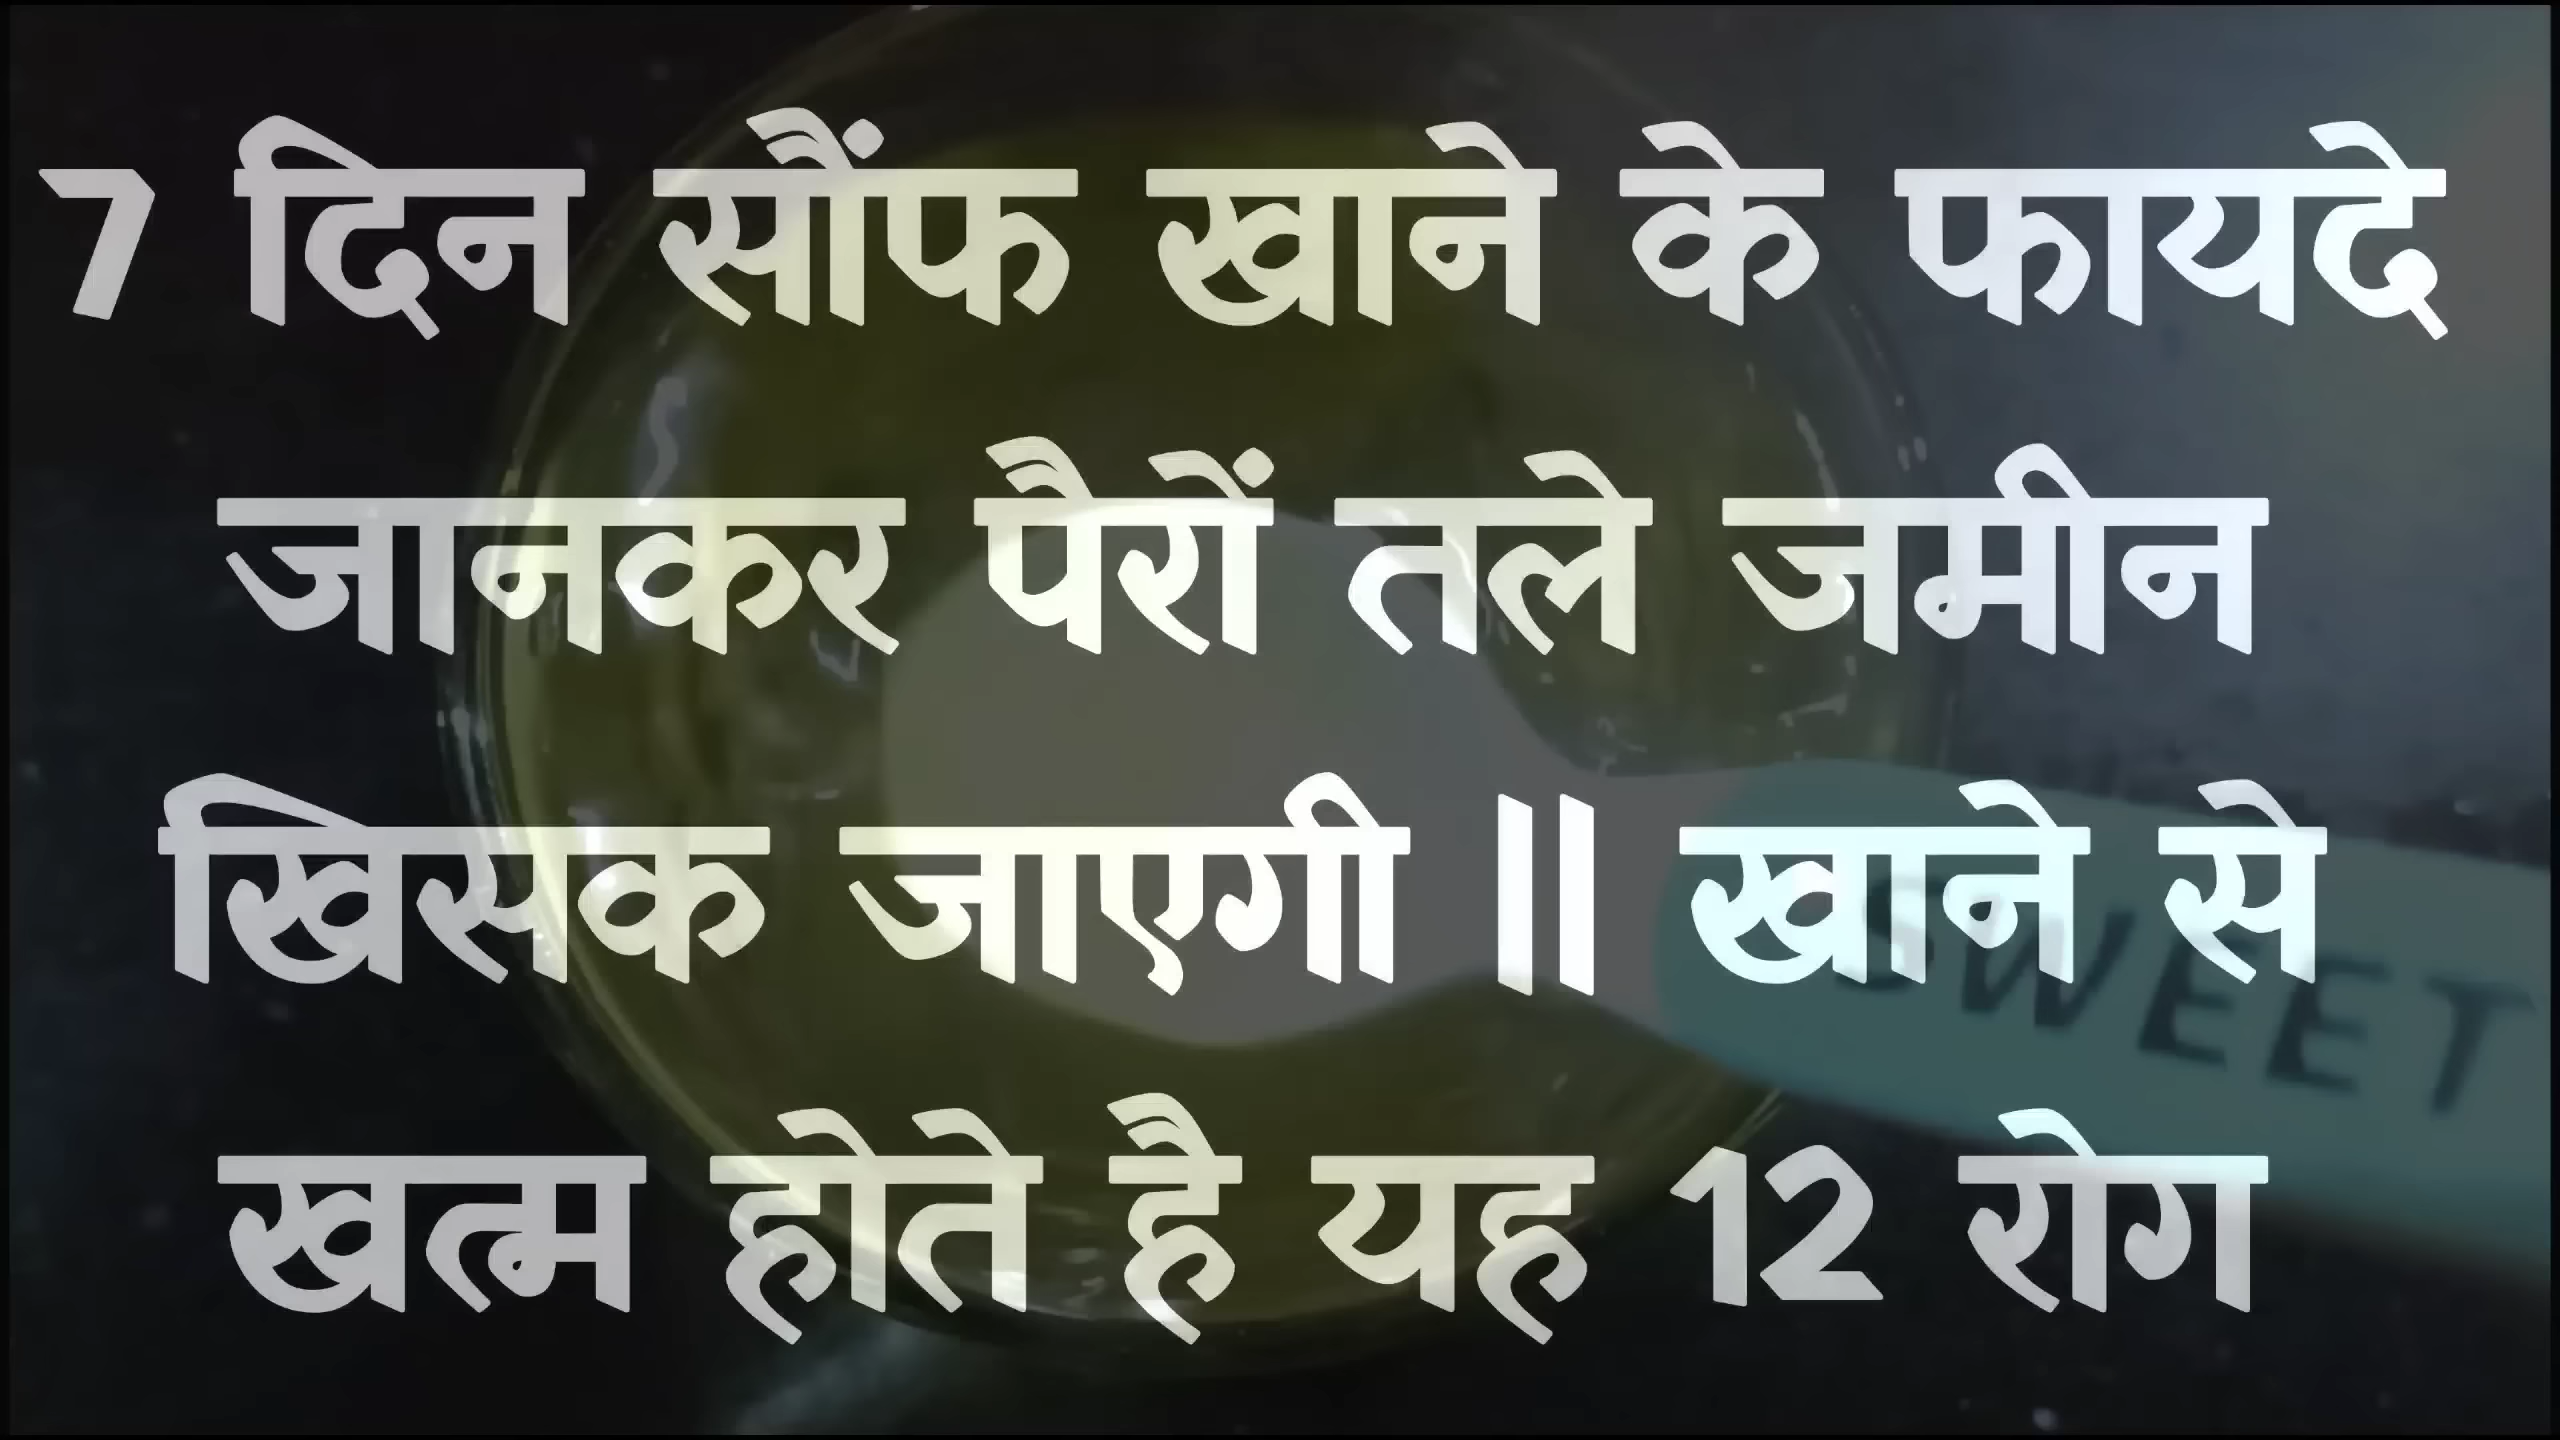 7 दिन सौंफ खाने के फायदे
जानकर पैरों तले जमीन
खिसक जाएगी || खाने से
SWEET
खत्म होते है यह 12 रोग